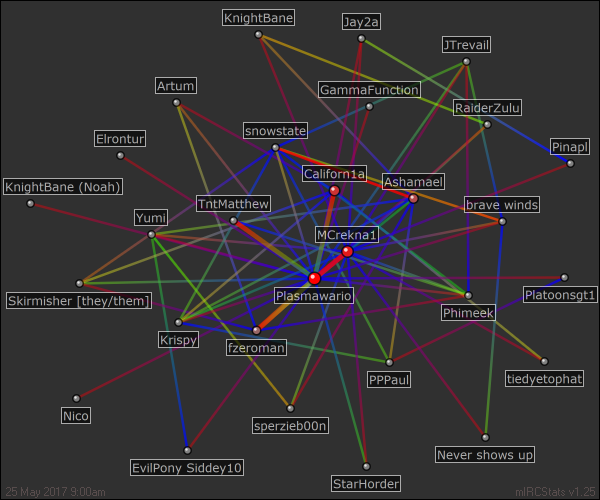 KnightBane
Jay2a
JTrevail
Artum
GammaFunction
RaiderZulu
snowstate
Elrontur
Pinapl
Californ1a
Ashamael
KnightBane (Noah)
TntMatthew
brave winds
Yumi
MCrekna1
Plasmawario
Skirmisher [they/them]
Platoonsgt1
Phimeek
Krispy
fzeroman
PPPaul
tiedyetophat
Nico
sperzieb00n
EvilPony Siddey10
Never shows up
StarHorder
25 May 2017 9:00am
mIRCStats v1.25